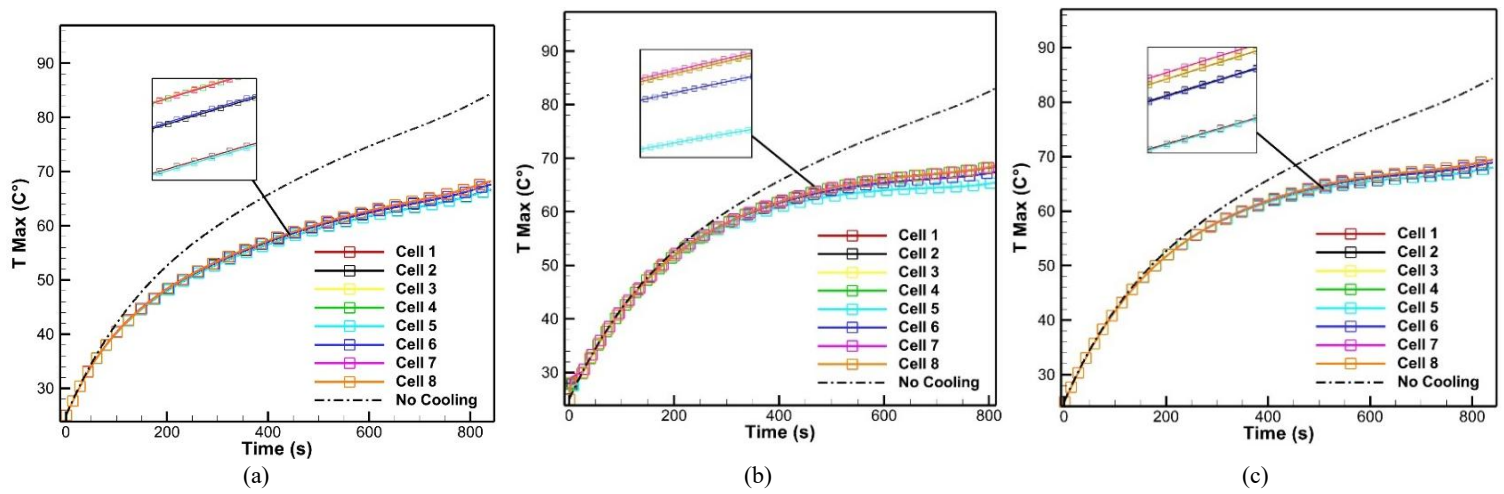 T Max (C°)
90
80
70
60
50
40
30
0
200
400
600
800
Time (s)
Cell 1
Cell 2
Cell 3
Cell 4
Cell 5
Cell 6
Cell 7
Cell 8
No Cooling
(a)
T Max (C°)
90
80
70
60
50
40
30
0
200
400
600
800
Time (s)
Cell 1
Cell 2
Cell 3
Cell 4
Cell 5
Cell 6
Cell 7
Cell 8
No Cooling
(b)
T Max (C°)
90
80
70
60
50
40
30
0
200
400
600
800
Time (s)
Cell 1
Cell 2
Cell 3
Cell 4
Cell 5
Cell 6
Cell 7
Cell 8
No Cooling
(c)